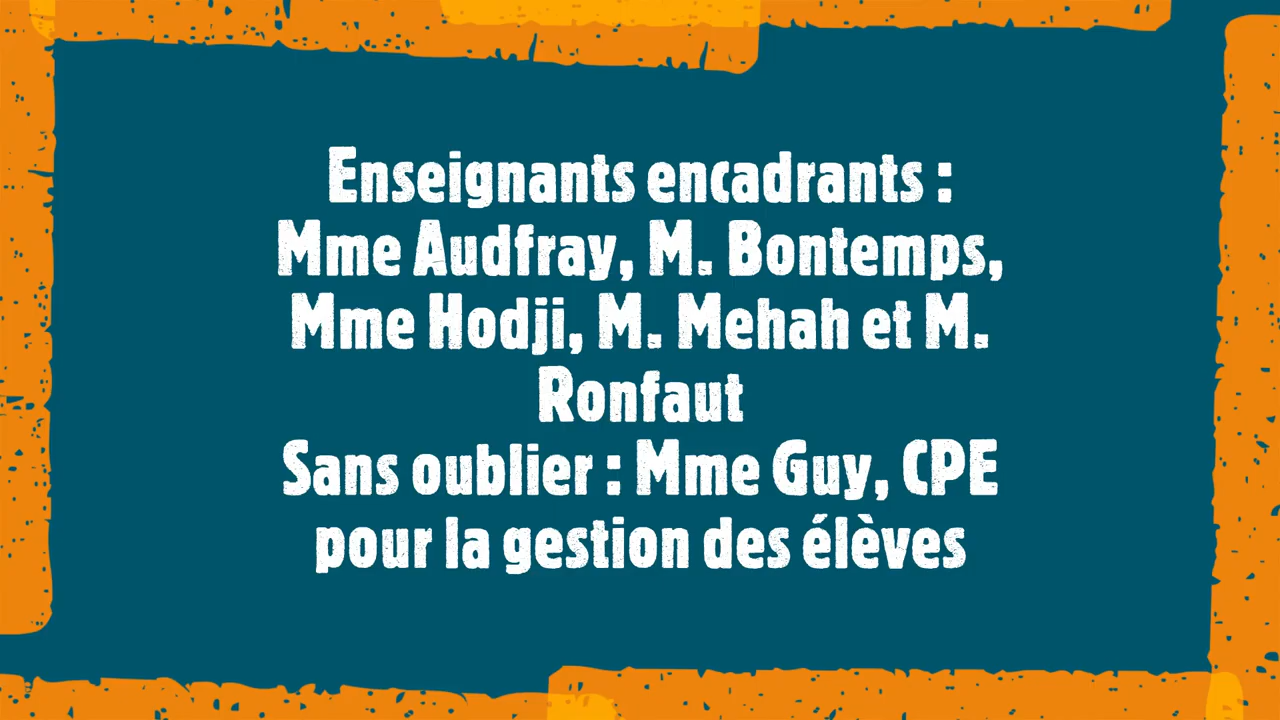 Enseignants encadrants :
Mme Audfray, M. Bontemps,
Mme Hodji, M. Mehah et M.
Ronfaut
Sans oublier : Mme Guy, CPE
pour la gestion des élèves